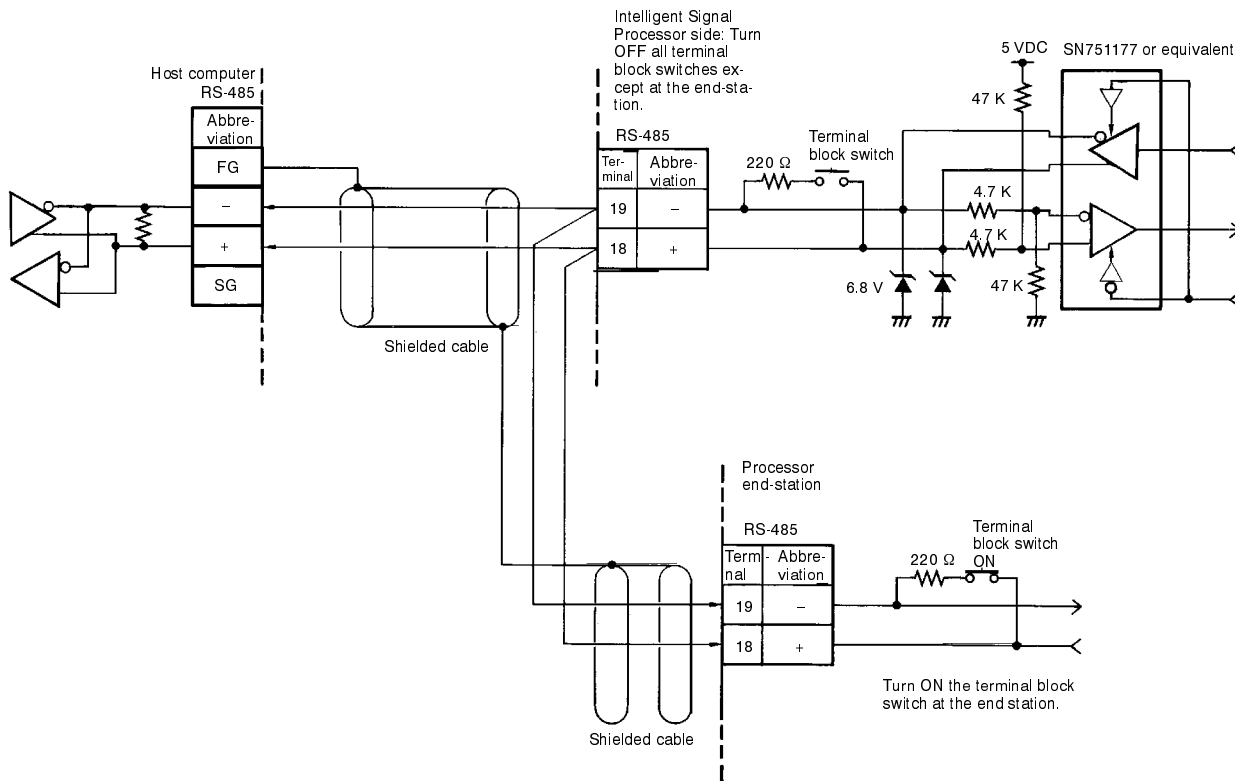 Host computer
RS-485
Abbre-
viation
FG
–
+
SG
Shielded cable
Intelligent Signal
Processor side: Turn
OFF all terminal
block switches ex-
cept at the end-sta-
tion.
RS-485
Ter-
minal
Abbre-
viation
19
–
18
+
220 Ω
Terminal
block switch
5 VDC
SN751177 or equivalent
47 K
4.7 K
4.7 K
6.8 V
47 K
Processor
end-station
RS-485
Term-
nal
Abbre-
viation
19
–
18
+
220 Ω
Terminal
block switch
ON
Turn ON the terminal block
switch at the end station.
Shielded cable